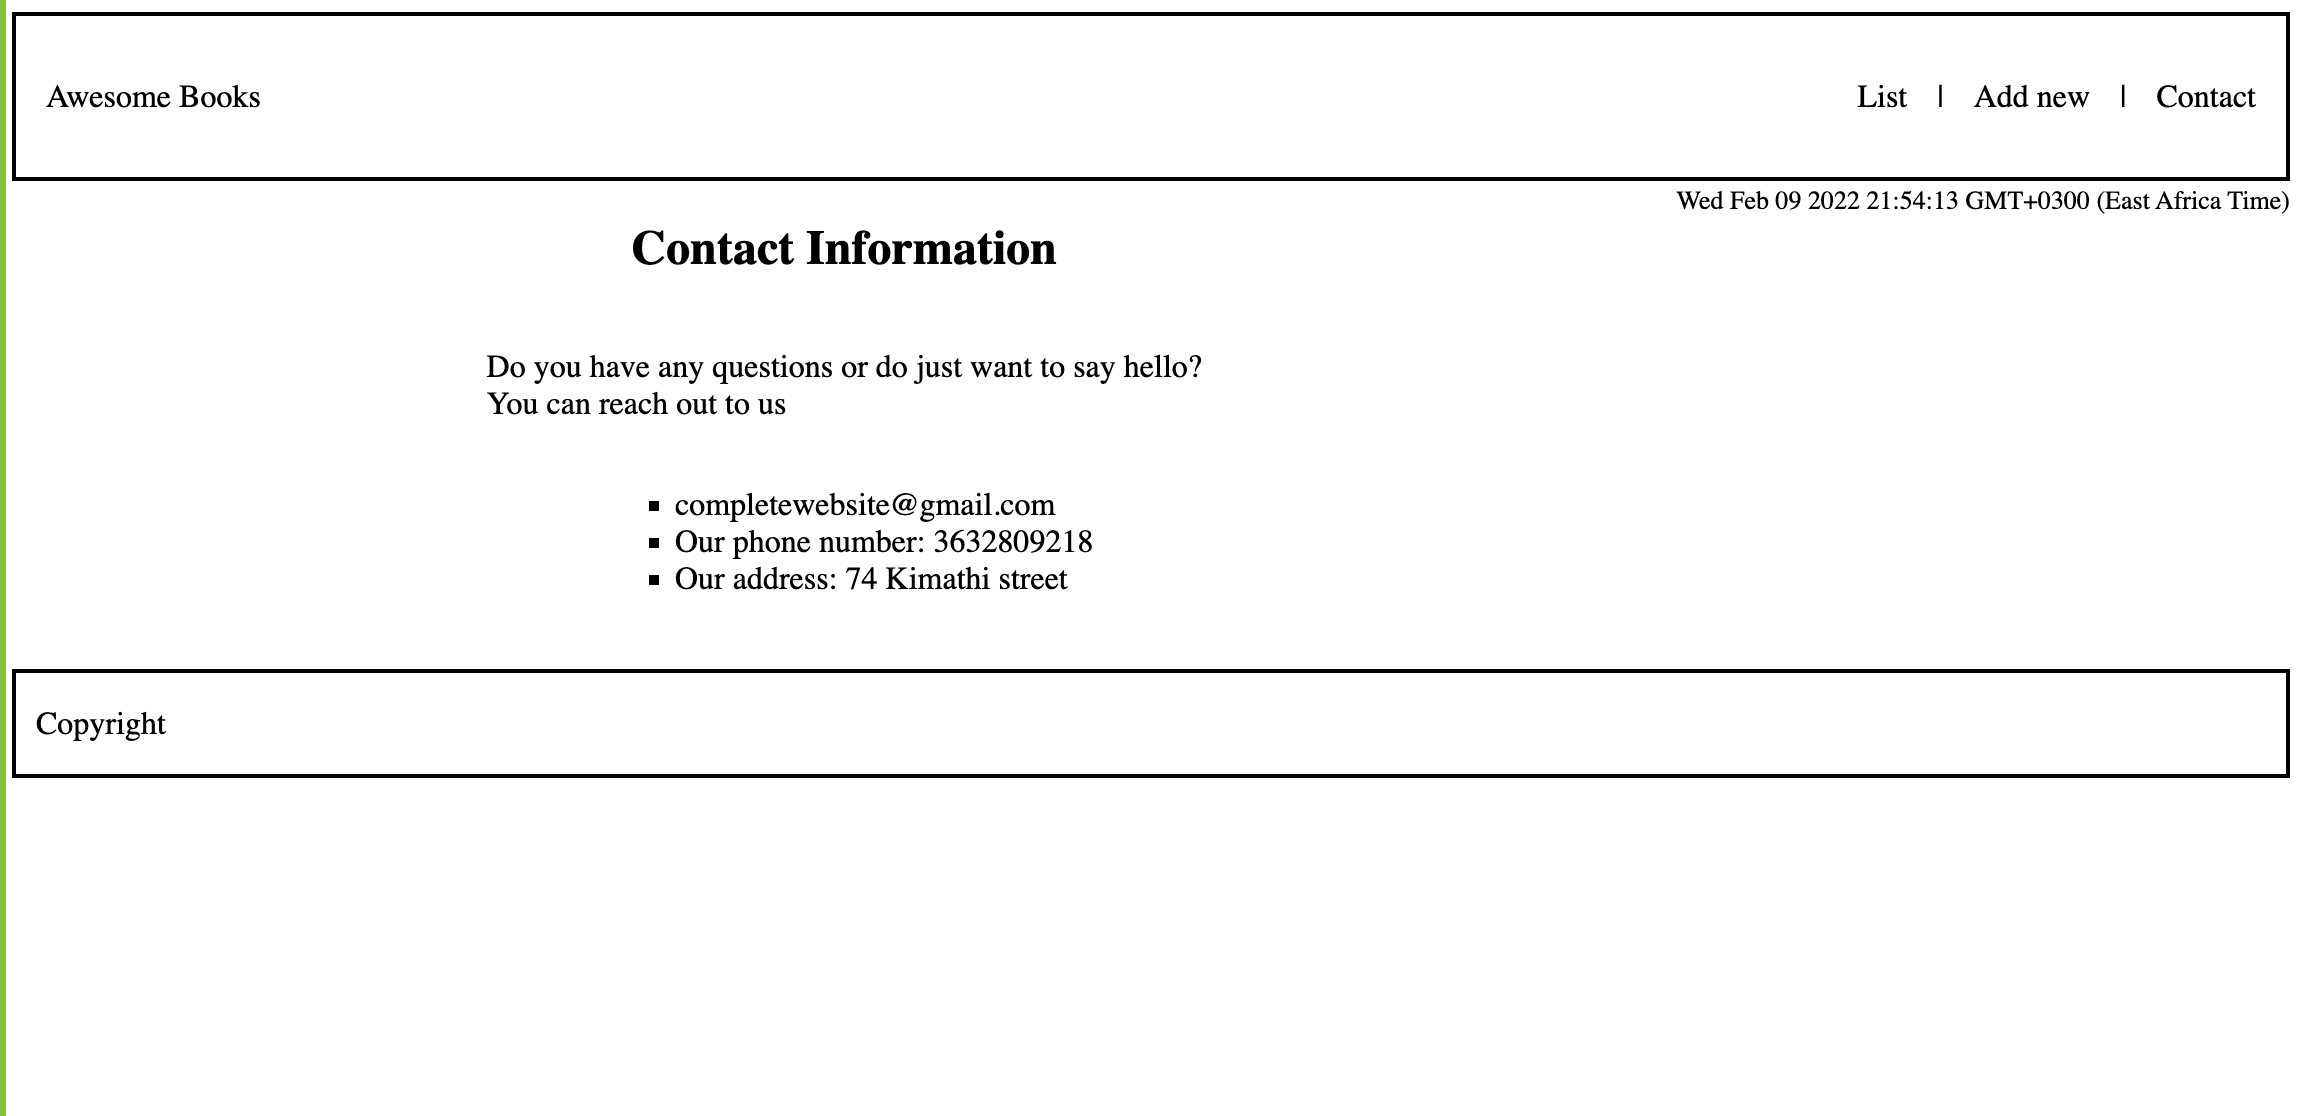 Awesome Books
List | Add new | Contact
Wed Feb 09 2022 21:54:13 GMT+0300 (East Africa Time)
Contact Information
Do you have any questions or do just want to say hello?
You can reach out to us
completewebsite@gmail.com
Our phone number: 3632809218
Our address: 74 Kimathi street
Copyright